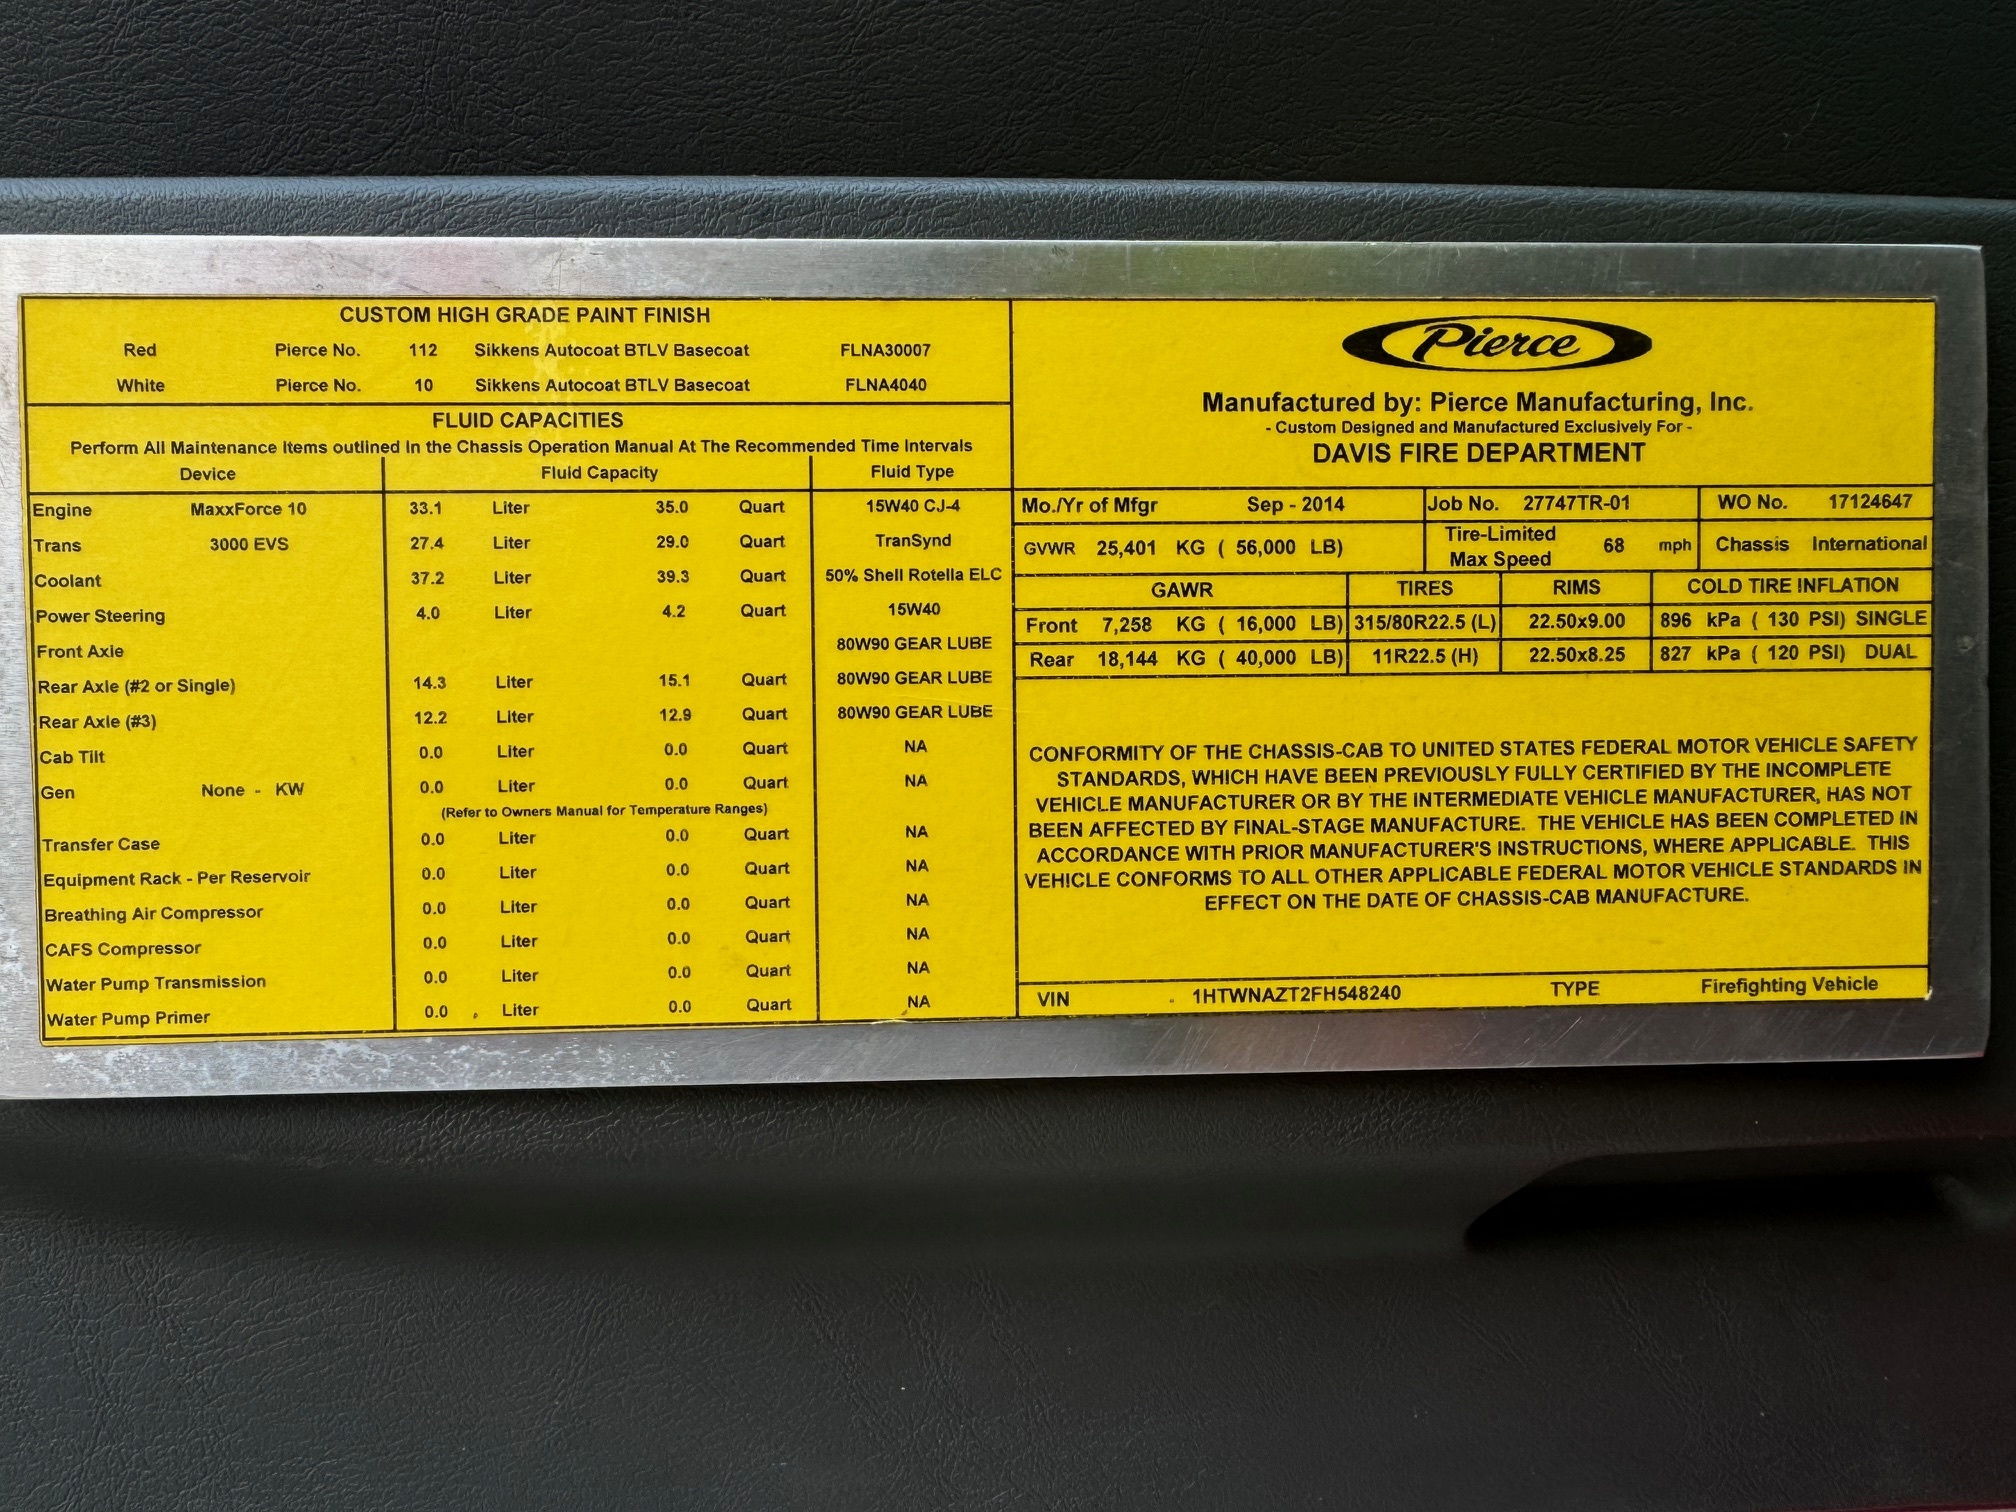 CUSTOM HIGH GRADE PAINT FINISH
Red Pierce No. 112 Sikkens Autocoat BTLV Basecoat FLNA30007
White Pierce No. 10 Sikkens Autocoat BTLV Basecoat FLNA4040
FLUID CAPACITIES
Perform All Maintenance Items outlined In the Chassis Operation Manual At The Recommended Time Intervals
Device Fluid Capacity Fluid Type
Engine MaxxForce 10 33.1 Liter 35.0 Quart 15W40 CJ-4
Trans 3000 EVS 27.4 Liter 29.0 Quart TranSynd
Coolant 37.2 Liter 39.3 Quart 50% Shell Rotella ELC
Power Steering 4.0 Liter 4.2 Quart 15W40
Front Axle 80W90 GEAR LUBE
Rear Axle (#2 or Single) 14.3 Liter 15.1 Quart 80W90 GEAR LUBE
Rear Axle (#3) 12.2 Liter 12.9 Quart 80W90 GEAR LUBE
Cab Tilt 0.0 Liter 0.0 Quart NA
Gen None - KW 0.0 Liter 0.0 Quart NA
(Refer to Owners Manual for Temperature Ranges)
Transfer Case 0.0 Liter 0.0 Quart NA
Equipment Rack - Per Reservoir 0.0 Liter 0.0 Quart NA
Breathing Air Compressor 0.0 Liter 0.0 Quart NA
CAFS Compressor 0.0 Liter 0.0 Quart NA
Water Pump Transmission 0.0 Liter 0.0 Quart NA
Water Pump Primer 0.0 Liter 0.0 Quart NA
Pierce
Manufactured by: Pierce Manufacturing, Inc.
- Custom Designed and Manufactured Exclusively For -
DAVIS FIRE DEPARTMENT
Mo./Yr of Mfgr Sep - 2014 Job No. 27747TR-01 WO No. 17124647
GVWR 25,401 KG ( 56,000 LB) Tire-Limited Max Speed 68 mph Chassis International
GAWR TIRES RIMS COLD TIRE INFLATION
Front 7,258 KG ( 16,000 LB) 315/80R22.5 (L) 22.50x9.00 896 kPa ( 130 PSI) SINGLE
Rear 18,144 KG ( 40,000 LB) 11R22.5 (H) 22.50x8.25 827 kPa ( 120 PSI) DUAL
CONFORMITY OF THE CHASSIS-CAB TO UNITED STATES FEDERAL MOTOR VEHICLE SAFETY
STANDARDS, WHICH HAVE BEEN PREVIOUSLY FULLY CERTIFIED BY THE INCOMPLETE
VEHICLE MANUFACTURER OR BY THE INTERMEDIATE VEHICLE MANUFACTURER, HAS NOT
BEEN AFFECTED BY FINAL-STAGE MANUFACTURE. THE VEHICLE HAS BEEN COMPLETED IN
ACCORDANCE WITH PRIOR MANUFACTURER'S INSTRUCTIONS, WHERE APPLICABLE. THIS
VEHICLE CONFORMS TO ALL OTHER APPLICABLE FEDERAL MOTOR VEHICLE STANDARDS IN
EFFECT ON THE DATE OF CHASSIS-CAB MANUFACTURE.
VIN 1HTWNAZT2FH548240 TYPE Firefighting Vehicle